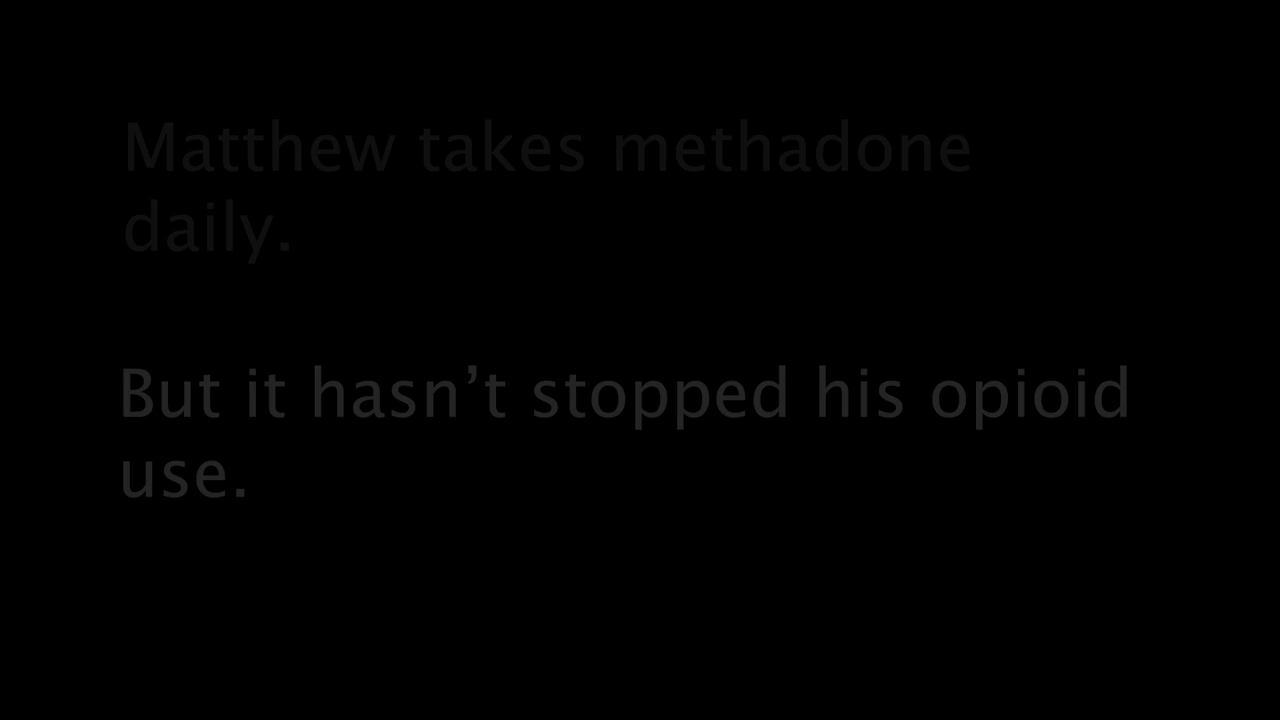 Matthew takes methadone
daily.
But it hasn’t stopped his opioid
use.